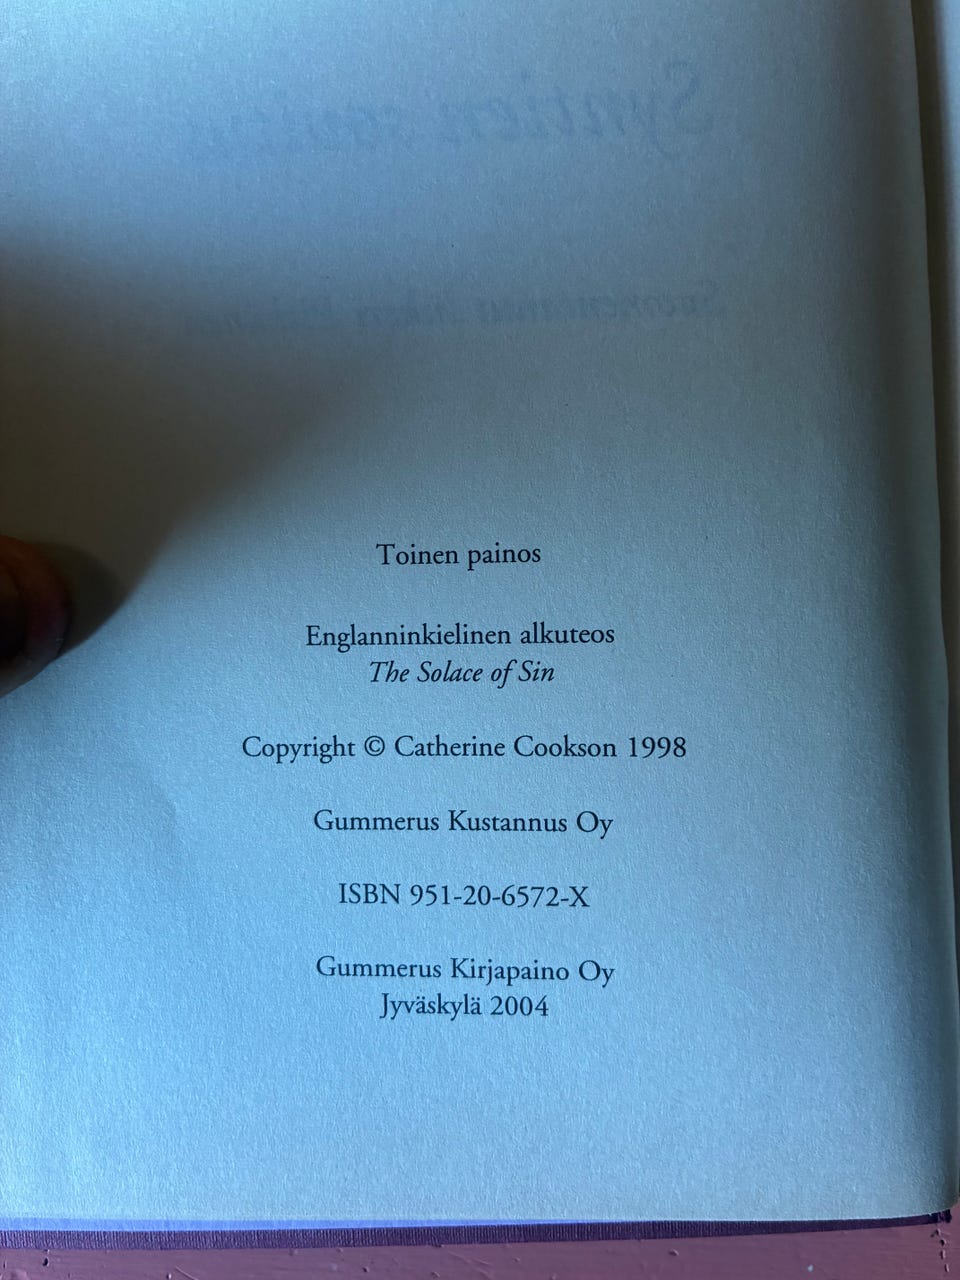 Toinen painos
Englanninkielinen alkuteos
The Solace of Sin
Copyright © Catherine Cookson 1998
Gummerus Kustannus Oy
ISBN 951-20-6572-X
Gummerus Kirjapaino Oy
Jyväskylä 2004